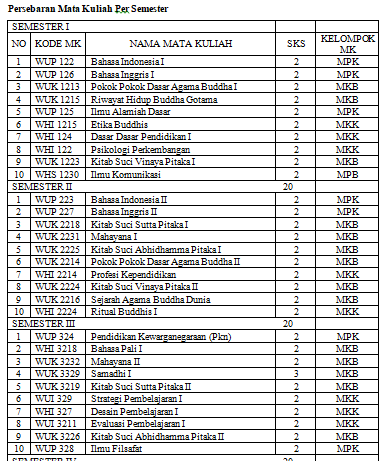 Persebaran Mata Kuliah Per Semester
SEMESTER I
NO KODE MK NAMA MATA KULIAH SKS KELOMPOK MK
1 WUP 122 Bahasa Indonesia I 2 MPK
2 WUP 126 Bahasa Inggris I 2 MPK
3 WUK 1213 Pokok Pokok Dasar Agama Buddha I 2 MKB
4 WUK 1215 Riwayat Hidup Buddha Gotama 2 MKB
5 WUP 125 Ilmu Alamiah Dasar 2 MPK
6 WHI 1215 Etika Buddhis 2 MKK
7 WHI 124 Dasar Dasar Pendidikan I 2 MKK
8 WHI 122 Psikologi Perkembangan 2 MKK
9 WUK 1223 Kitab Suci Vinaya Pitaka I 2 MKB
10 WHS 1230 Ilmu Komunikasi 2 MPB
SEMESTER II 20
1 WUP 223 Bahasa Indonesia II 2 MPK
2 WUP 227 Bahasa Inggris II 2 MPK
3 WUK 2218 Kitab Suci Sutta Pitaka I 2 MKB
4 WUK 2231 Mahayana I 2 MKB
5 WUK 2225 Kitab Suci Abhidhamma Pitaka I 2 MKB
6 WUK 2214 Pokok Pokok Dasar Agama Buddha II 2 MKB
7 WHI 2214 Profesi Kependidikan 2 MKK
8 WUK 2224 Kitab Suci Vinaya Pitaka II 2 MKB
9 WUK 2216 Sejarah Agama Buddha Dunia 2 MKB
10 WHI 2224 Ritual Buddhis I 2 MKK
SEMESTER III 20
1 WUP 324 Pendidikan Kewarganegaraan (Pkn) 2 MPK
2 WHI 3218 Bahasa Pali I 2 MKB
3 WUK 3232 Mahayana II 2 MKB
4 WUK 3329 Samadhi I 3 MKB
5 WUK 3219 Kitab Suci Sutta Pitaka II 2 MKB
6 WUI 329 Strategi Pembelajaran I 2 MKK
7 WHI 327 Desain Pembelajaran I 2 MKK
8 WUI 3211 Evaluasi Pembelajaran I 2 MKK
9 WUK 3226 Kitab Suci Abhidhamma Pitaka II 2 MKB
10 WUP 328 Ilmu Filsafat 2 MPK
SEMESTER IV 20